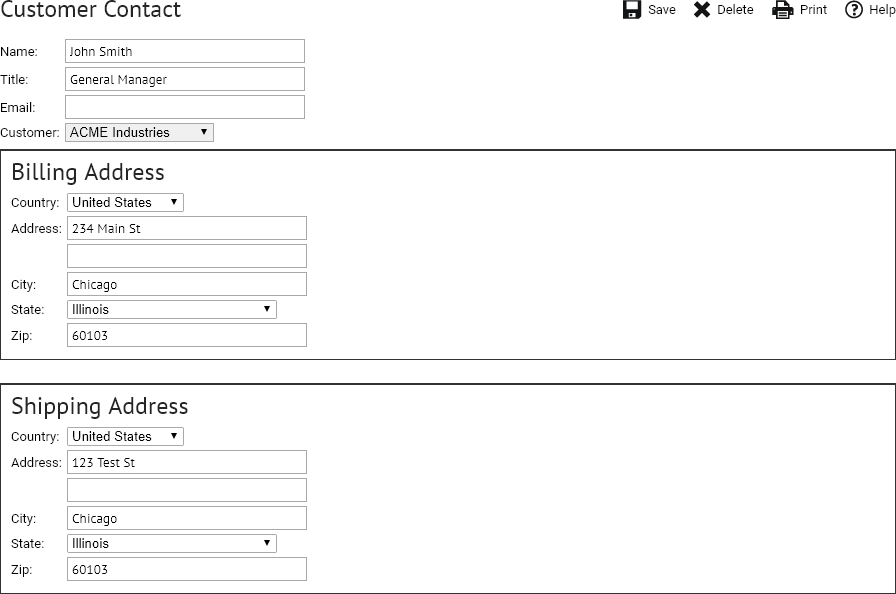 Customer Contact Save Delete Print Help
Name: John Smith
Title: General Manager
Email:
Customer: ACME Industries
Billing Address
Country: United States
Address: 234 Main St
City: Chicago
State: Illinois
Zip: 60103
Shipping Address
Country: United States
Address: 123 Test St
City: Chicago
State: Illinois
Zip: 60103